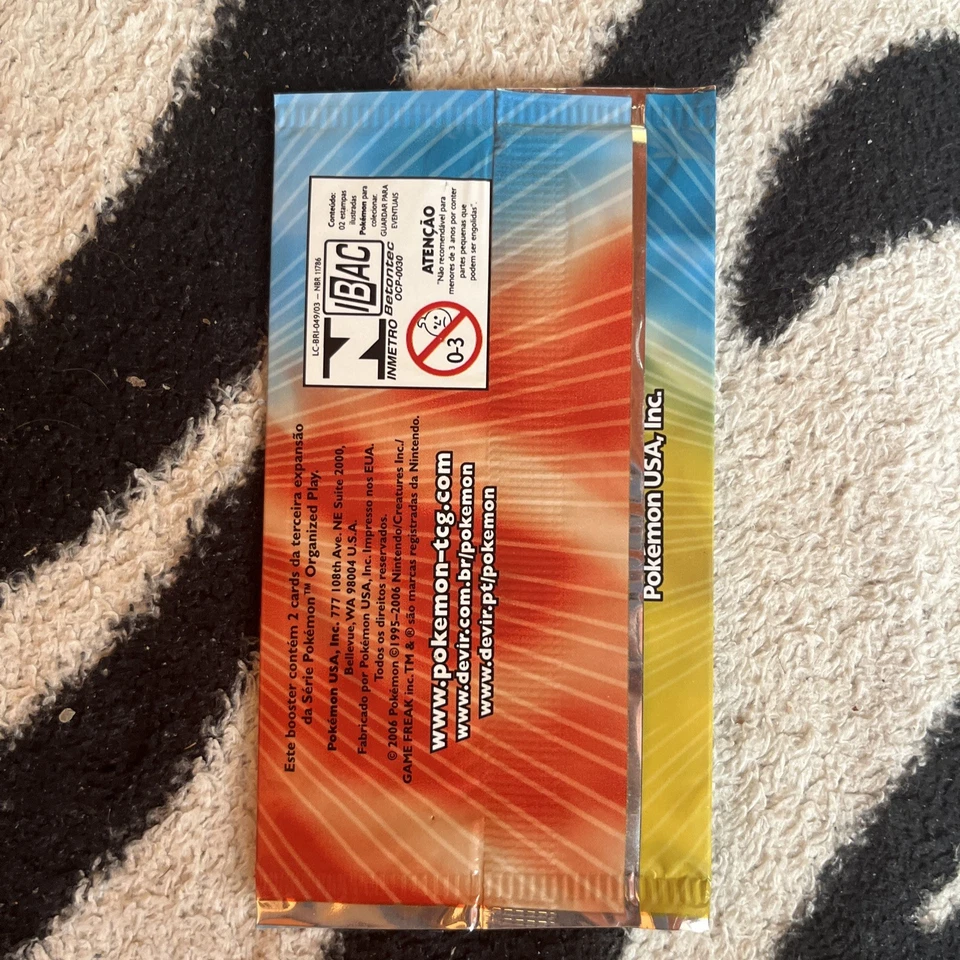 Este booster contém 2 cards da terceira expansão
da Série Pokémon™ Organized Play.
Pokémon USA, Inc. 777 108th Ave. NE Suite 2000,
Bellevue, WA 98004 U.S.A.
Fabricado por Pokémon USA, Inc. Impresso nos EUA.
Todos os direitos reservados.
© 2006 Pokémon ©1995–2006 Nintendo/Creatures Inc./
GAME FREAK inc. TM & ® são marcas registradas da Nintendo.
www.pokemon-tcg.com
www.devir.com.br/pokemon
www.devir.pt/pokemon
LC-BRI-049/03 – NBR 11786
N
INMETRO
IBAC
Betontec
OCP-0030
Conteúdo:
02 estampas
ilustradas
Pokémon para
colecionar.
GUARDAR PARA
EVENTUAIS
0-3
ATENÇÃO
"Não recomendável para
menores de 3 anos por conter
partes pequenas que
podem ser engolidas".
Pokémon USA, Inc.